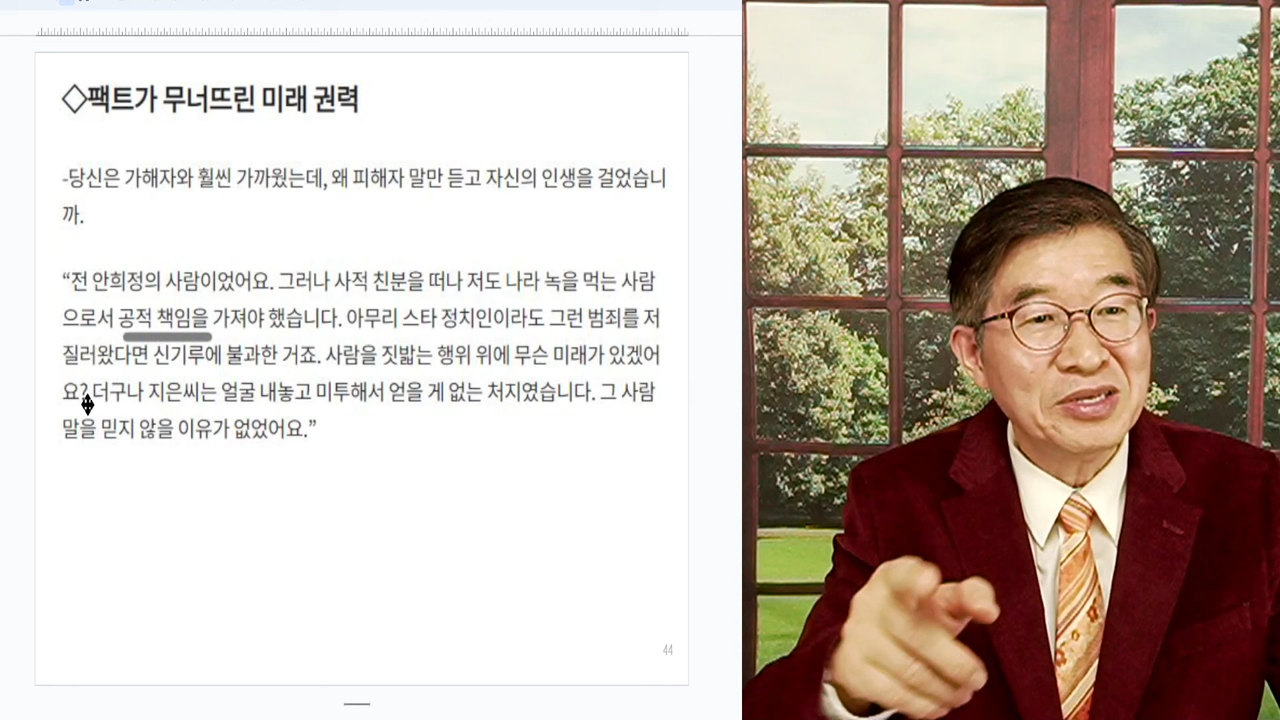 ◇팩트가 무너뜨린 미래 권력
-당신은 가해자와 훨씬 가까웠는데, 왜 피해자 말만 듣고 자신의 인생을 걸었습니
까.
“전 안희정의 사람이었어요. 그러나 사적 친분을 떠나 저도 나라 녹을 먹는 사람
으로서 공적 책임을 가져야 했습니다. 아무리 스타 정치인이라도 그런 범죄를 저
질러왔다면 신기루에 불과한 거죠. 사람을 짓밟는 행위 위에 무슨 미래가 있겠어
요? 더구나 지은씨는 얼굴 내놓고 미투해서 얻을 게 없는 처지였습니다. 그 사람
말을 믿지 않을 이유가 없었어요.”
44